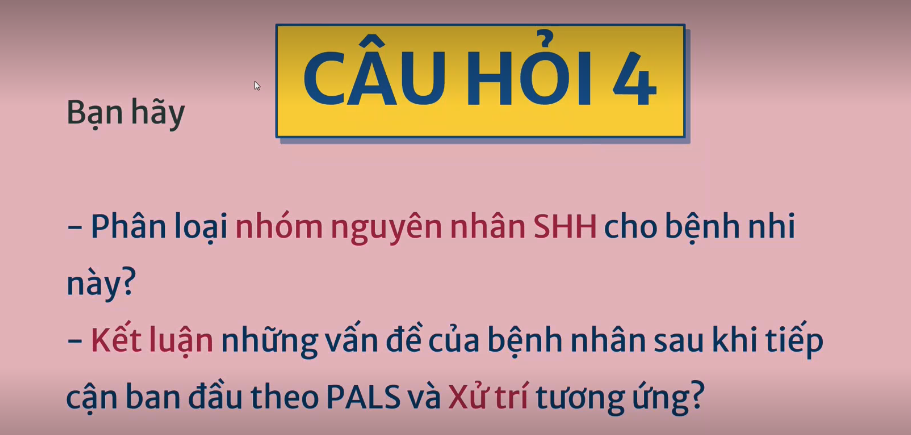 CÂU HỎI 4
Bạn hãy
- Phân loại nhóm nguyên nhân SHH cho bệnh nhi
này?
- Kết luận những vấn đề của bệnh nhân sau khi tiếp
cận ban đầu theo PALS và Xử trí tương ứng?